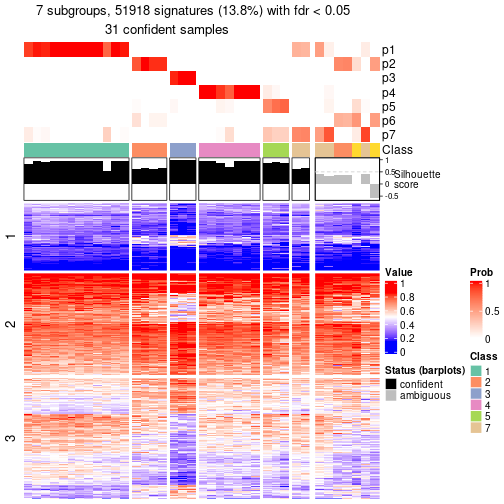 7 subgroups, 51918 signatures (13.8%) with fdr < 0.05
31 confident samples
p1
p2
p3
p4
p5
p6
p7
Class
1
0.5
0
-0.5
Silhouette
score
1
2
3
Value
1
0.8
0.6
0.4
0.2
0
Status (barplots)
confident
ambiguous
Prob
1
0.5
0
Class
1
2
3
4
5
7